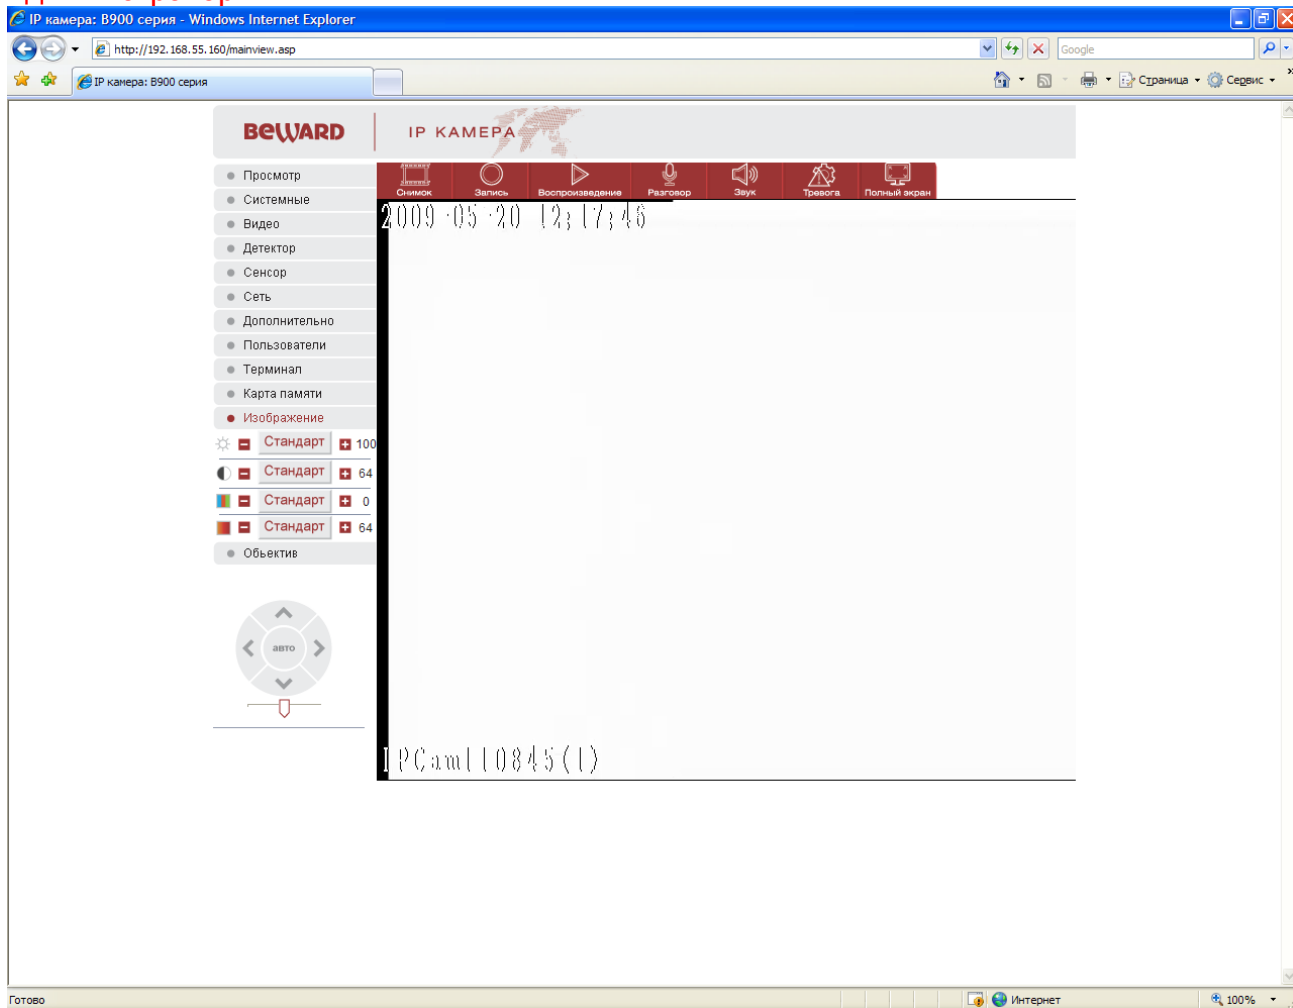 IP камера: B900 серия - Windows Internet Explorer
http://192.168.55.160/mainview.asp
Google
IP камера: B900 серия
Страница
Сервис
BEWARD
IP КАМЕРА
Снимок
Запись
Воспроизведение
Разговор
Звук
Тревога
Полный экран
2009-05-20 12:17:46
Просмотр
Системные
Видео
Детектор
Сенсор
Сеть
Дополнительно
Пользователи
Терминал
Карта памяти
Изображение
Стандарт 100
Стандарт 64
Стандарт 0
Стандарт 64
Обьектив
авто
IPCam110845(1)
Готово
Интернет
100%